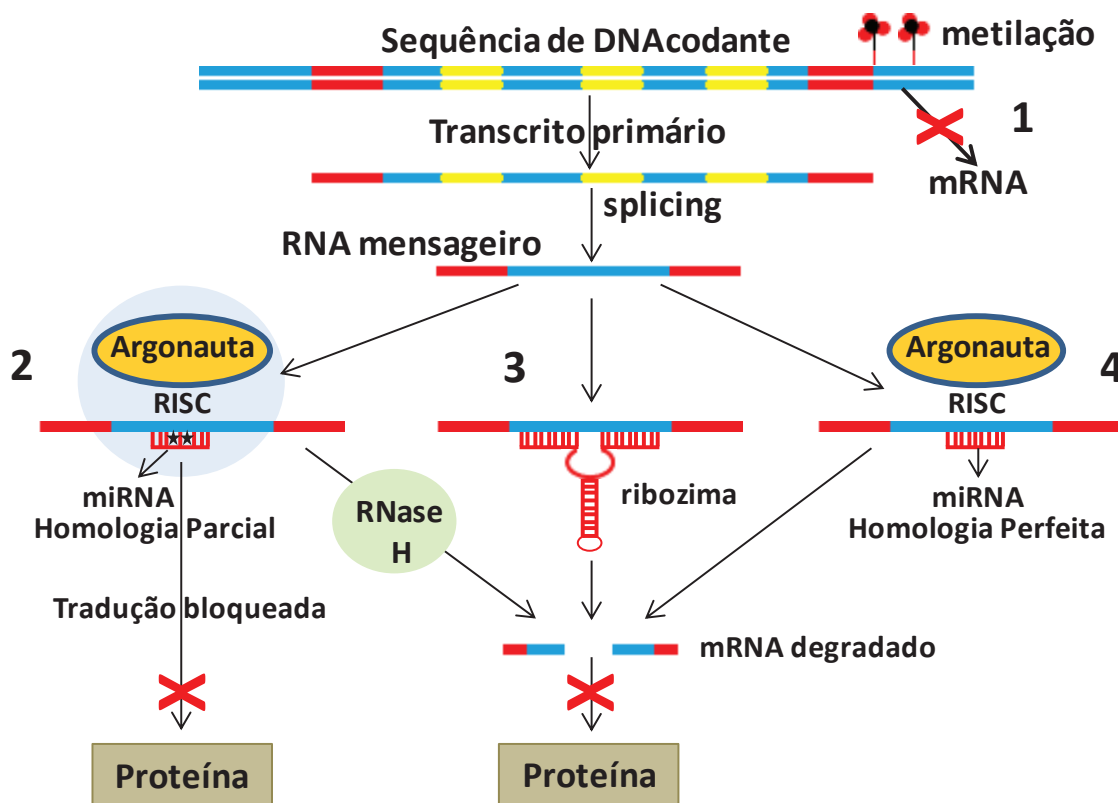 Sequência de DNAcodante
metilação
1
Transcrito primário
mRNA
splicing
RNA mensageiro
2
Argonauta
RISC
miRNA
Homologia Parcial
Tradução bloqueada
Proteína
RNase
H
3
ribozima
mRNA degradado
Proteína
4
Argonauta
RISC
miRNA
Homologia Perfeita